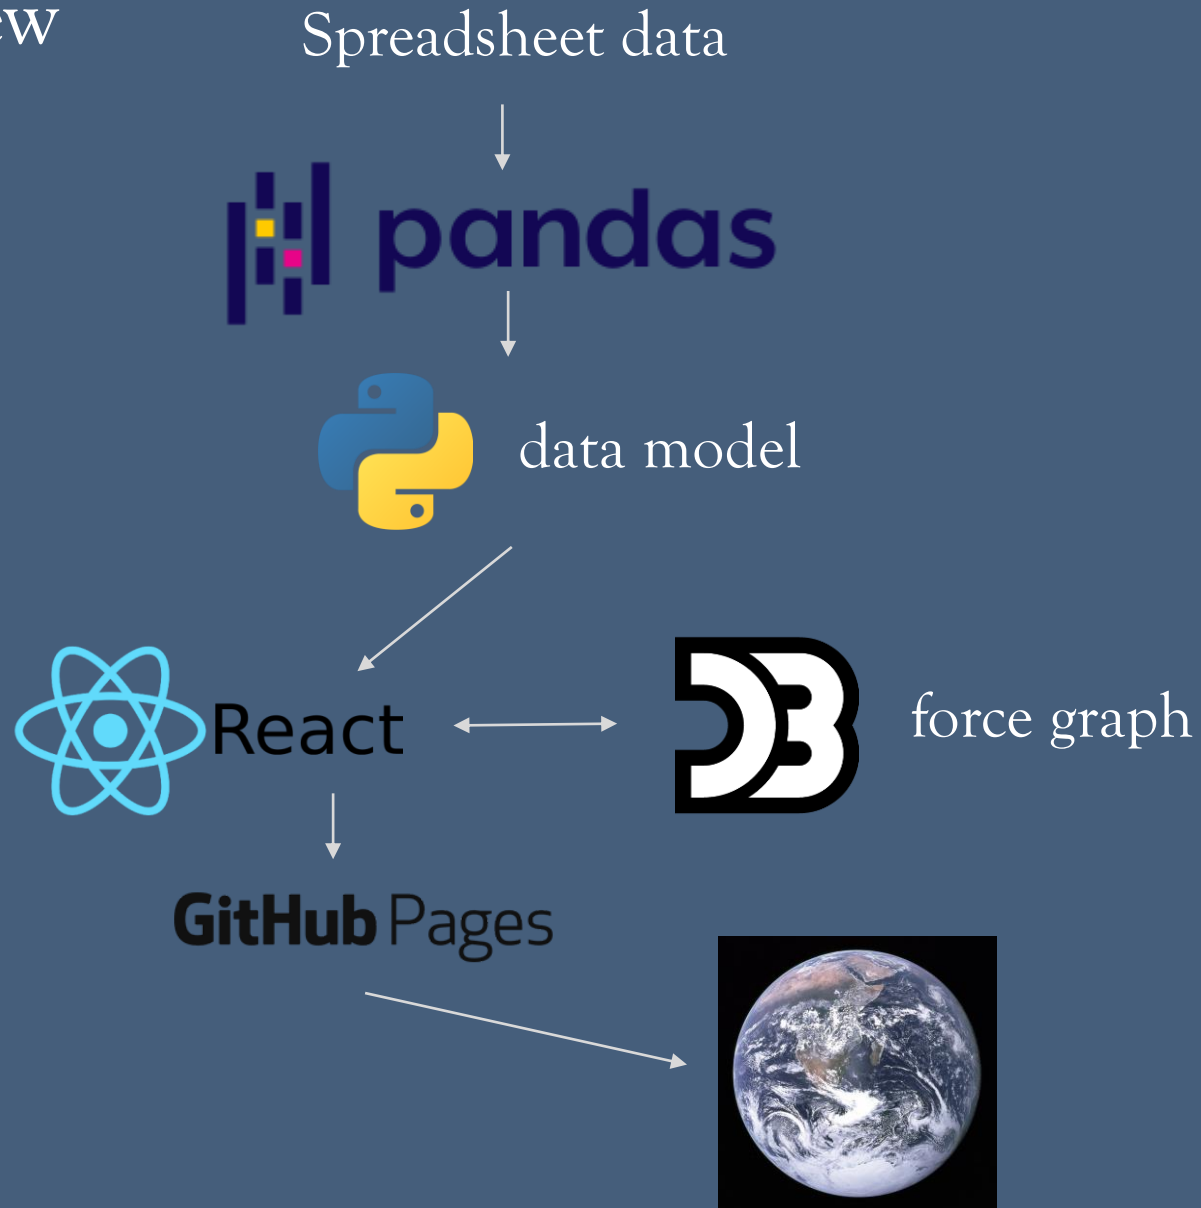 Spreadsheet data
pandas
data model
React
force graph
GitHub Pages